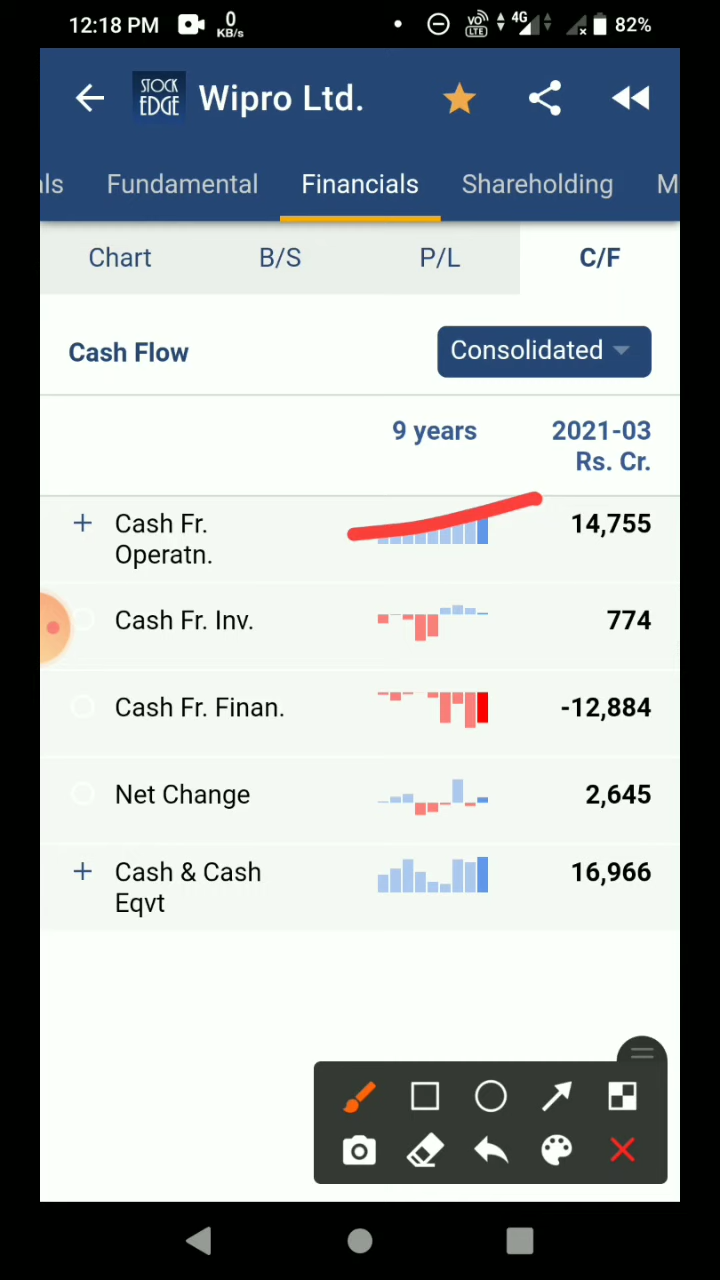 12:18 PM 0 KB/s VO LTE 4G 82%
STOCK EDGE Wipro Ltd.
als Fundamental Financials Shareholding M
Chart B/S P/L C/F
Cash Flow Consolidated
9 years 2021-03
Rs. Cr.
+ Cash Fr. 14,755
Operatn.
Cash Fr. Inv. 774
Cash Fr. Finan. -12,884
Net Change 2,645
+ Cash & Cash 16,966
Eqvt